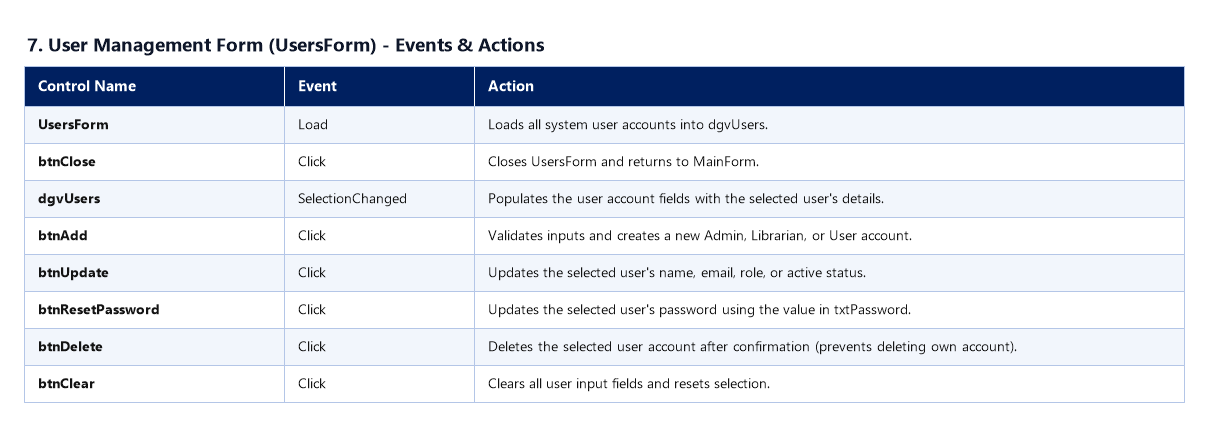 7. User Management Form (UsersForm) - Events & Actions
Control Name Event Action
UsersForm Load Loads all system user accounts into dgvUsers.
btnClose Click Closes UsersForm and returns to MainForm.
dgvUsers SelectionChanged Populates the user account fields with the selected user's details.
btnAdd Click Validates inputs and creates a new Admin, Librarian, or User account.
btnUpdate Click Updates the selected user's name, email, role, or active status.
btnResetPassword Click Updates the selected user's password using the value in txtPassword.
btnDelete Click Deletes the selected user account after confirmation (prevents deleting own account).
btnClear Click Clears all user input fields and resets selection.